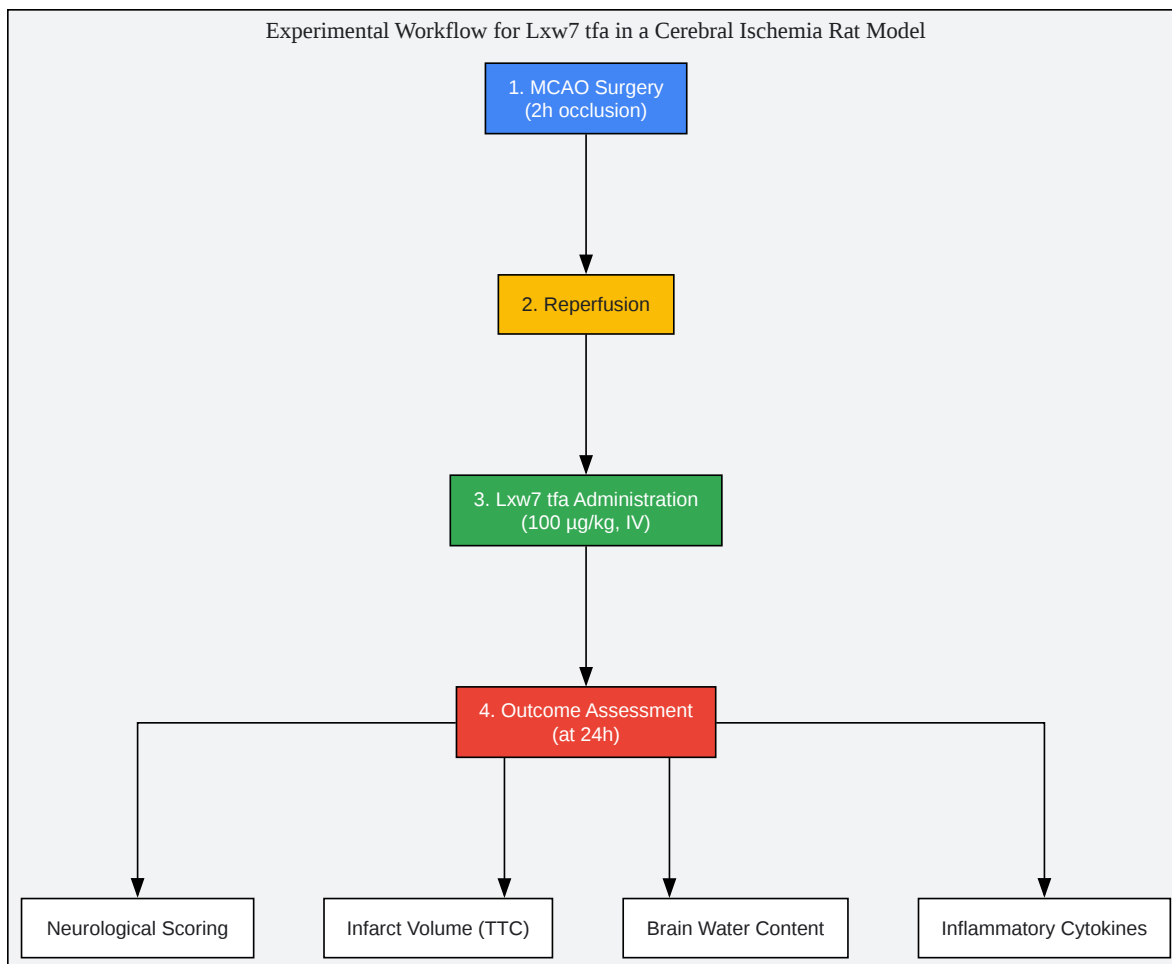 Experimental Workflow for Lxw7 tfa in a Cerebral Ischemia Rat Model
1. MCAO Surgery
(2h occlusion)
2. Reperfusion
3. Lxw7 tfa Administration
(100 µg/kg, IV)
4. Outcome Assessment
(at 24h)
Neurological Scoring
Infarct Volume (TTC)
Brain Water Content
Inflammatory Cytokines